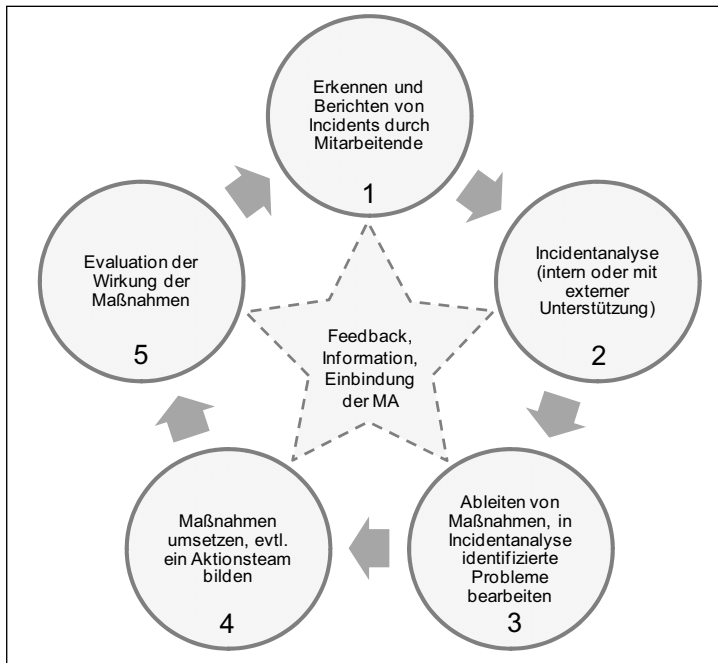 Erkennen und
Berichten von
Incidents durch
Mitarbeitende
1
Incidentanalyse
(intern oder mit
externer
Unterstützung)
2
Ableiten von
Maßnahmen, in
Incidentanalyse
identifizierte
Probleme
bearbeiten
3
Maßnahmen
umsetzen, evtl.
ein Aktionsteam
bilden
4
Evaluation der
Wirkung der
Maßnahmen
5
Feedback,
Information,
Einbindung
der MA